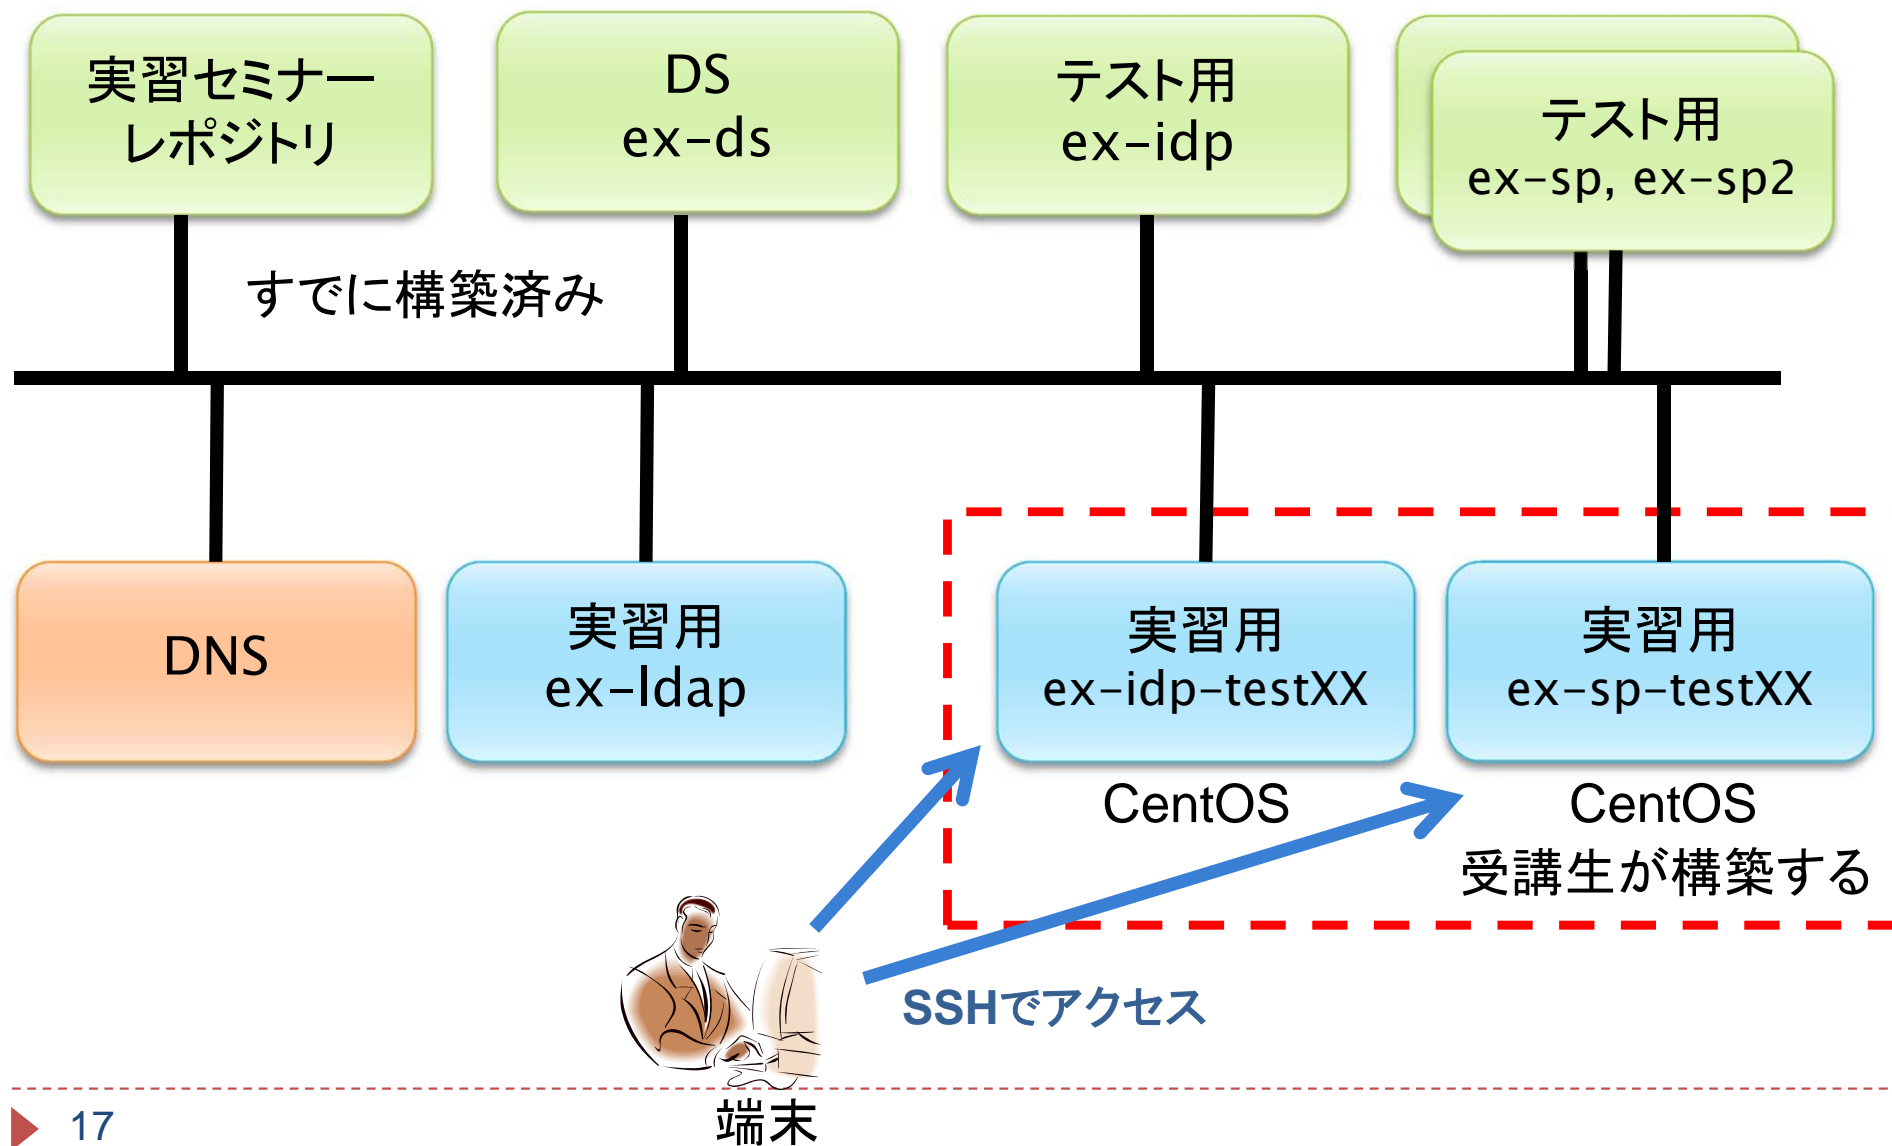 実習セミナー
レポジトリ
DS
ex-ds
テスト用
ex-idp
テスト用
ex-sp, ex-sp2
すでに構築済み
DNS
実習用
ex-ldap
実習用
ex-idp-testXX
実習用
ex-sp-testXX
CentOS
CentOS
受講生が構築する
SSHでアクセス
端末
17